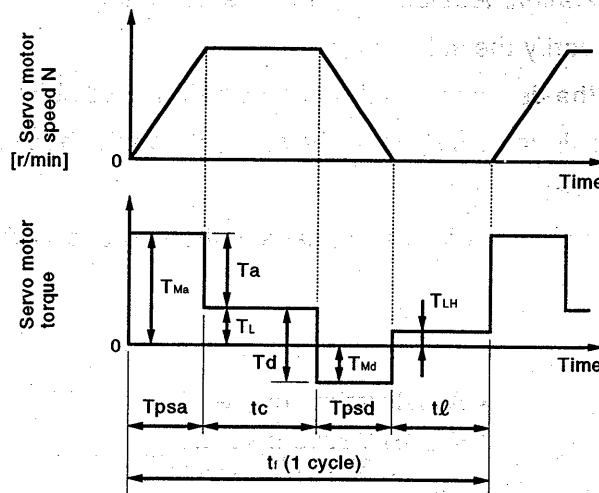 Servo motor
speed N
[r/min]
0
Time
Servo motor
torque
0
TMa
Ta
TL
Td
TMd
TLH
Time
Tpsa
tc
Tpsd
tℓ
tf (1 cycle)